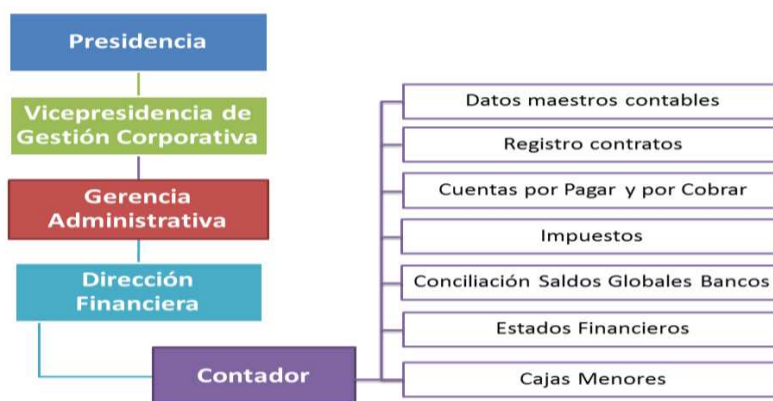 Presidencia
Vicepresidencia de
Gestión Corporativa
Gerencia
Administrativa
Dirección
Financiera
Contador
Datos maestros contables
Registro contratos
Cuentas por Pagar y por Cobrar
Impuestos
Conciliación Saldos Globales Bancos
Estados Financieros
Cajas Menores